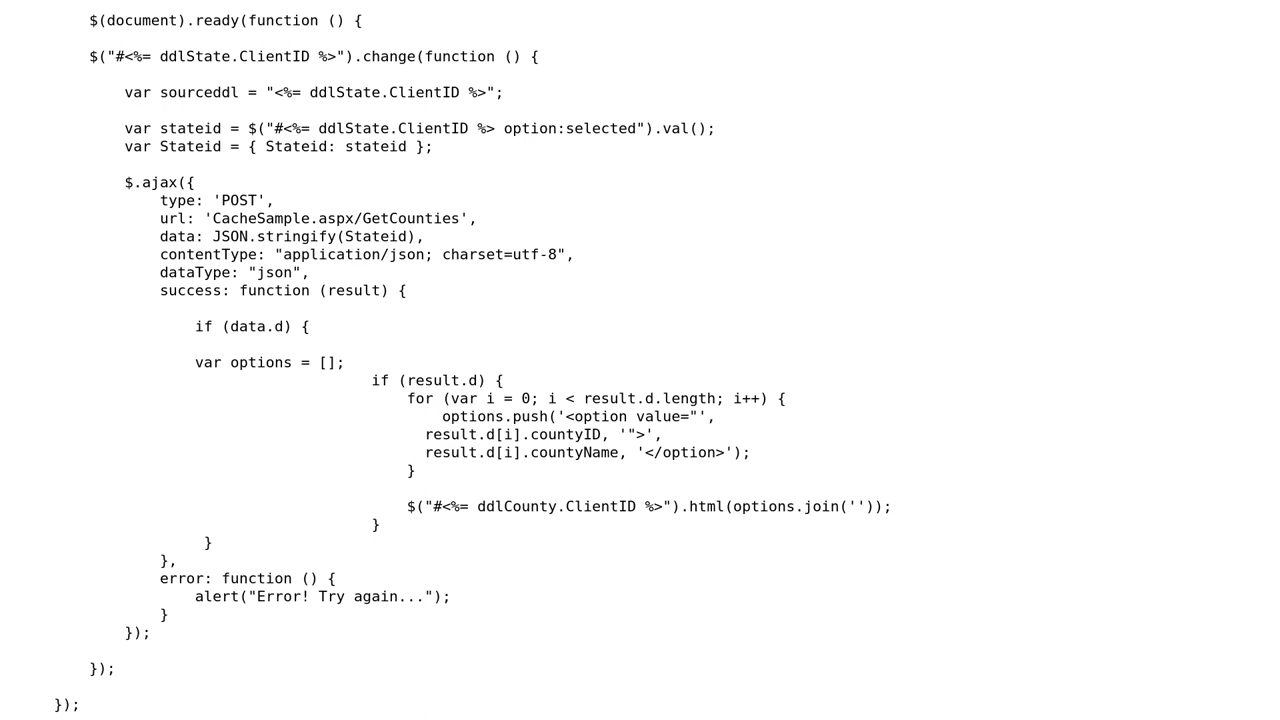 $(document).ready(function () {
$("#<%= ddlState.ClientID %>").change(function () {
var sourceddl = "<%= ddlState.ClientID %>";
var stateid = $("#<%= ddlState.ClientID %> option:selected").val();
var Stateid = { Stateid: stateid };
$.ajax({
type: 'POST',
url: 'CacheSample.aspx/GetCounties',
data: JSON.stringify(Stateid),
contentType: "application/json; charset=utf-8",
dataType: "json",
success: function (result) {
if (data.d) {
var options = [];
if (result.d) {
for (var i = 0; i < result.d.length; i++) {
options.push('<option value="',
result.d[i].countyID, '">',
result.d[i].countyName, '</option>');
}
$("#<%= ddlCounty.ClientID %>").html(options.join(''));
}
}
},
error: function () {
alert("Error! Try again...");
}
});
});
});